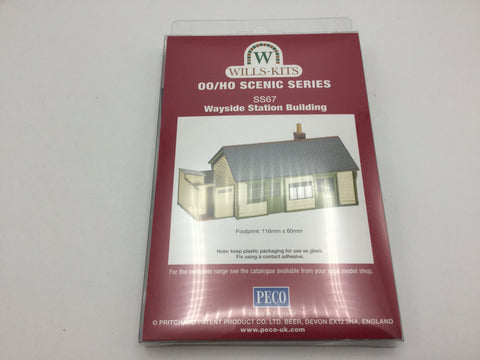 W
WILLS·KITS
OO/HO SCENIC SERIES
SS67
Wayside Station Building
Footprint: 116mm x 60mm
Note: keep plastic packaging for use as glass.
Fix using a contact adhesive.
For the complete range see the catalogue available from your local model shop.
PECO
© PRITCHARD PATENT PRODUCT CO. LTD. BEER, DEVON EX12 3NA, ENGLAND
www.peco-uk.com